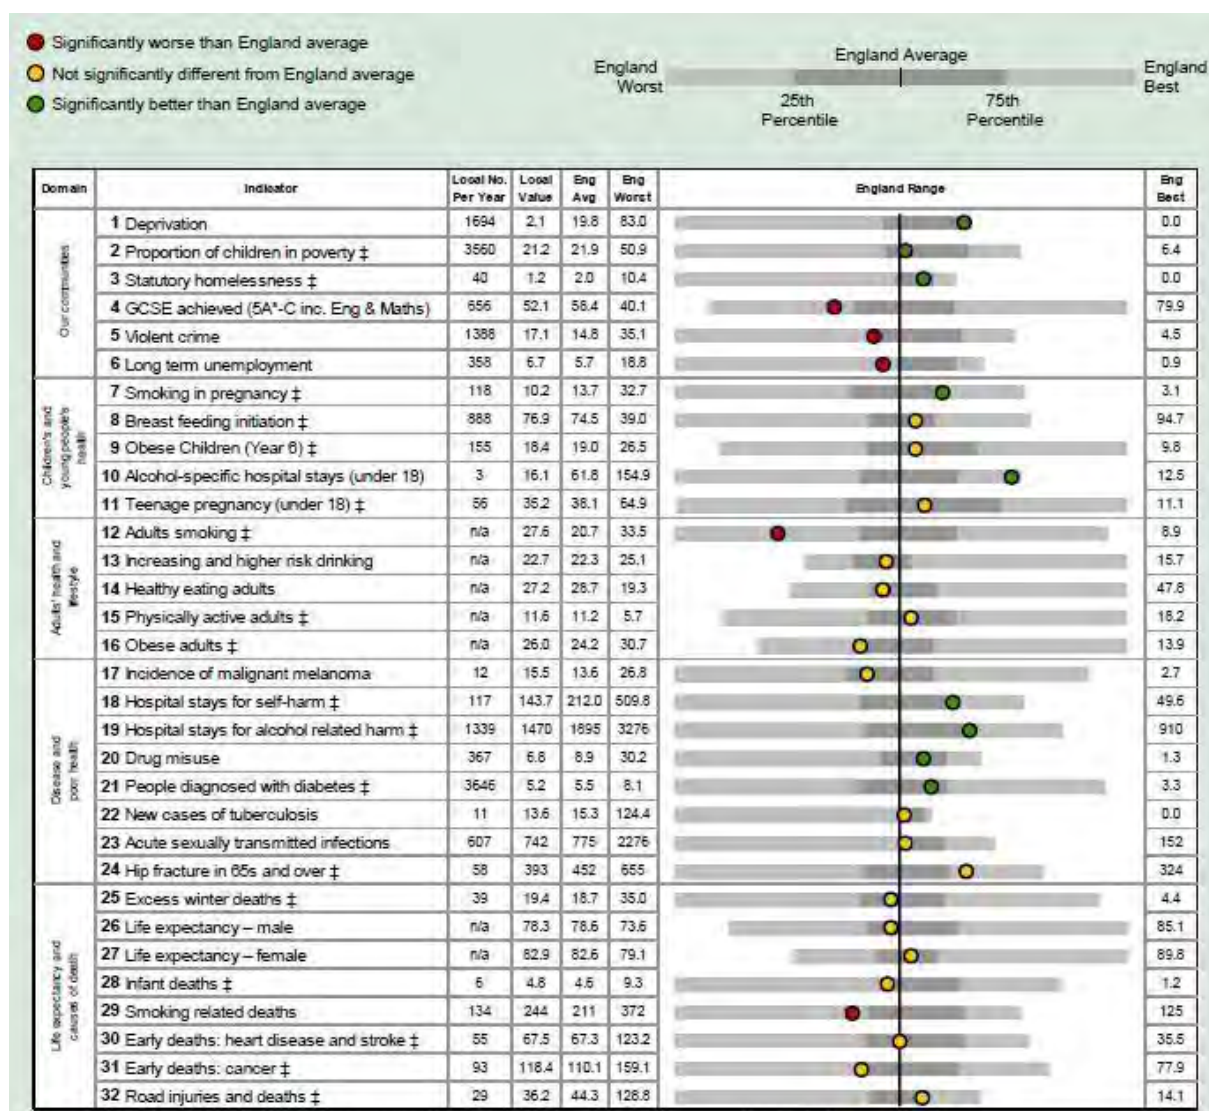 Significantly worse than England average
Not significantly different from England average
Significantly better than England average
England Worst
England Average
England Best
25th Percentile
75th Percentile
Domain Indicator Local No. Per Year Local Value Eng Avg Eng Worst England Range Eng Best
Our communities
1 Deprivation 1694 2.1 19.8 83.0 0.0
2 Proportion of children in poverty ‡ 3560 21.2 21.9 50.9 6.4
3 Statutory homelessness ‡ 40 1.2 2.0 10.4 0.0
4 GCSE achieved (5A*-C inc. Eng & Maths) 656 52.1 58.4 40.1 79.9
5 Violent crime 1388 17.1 14.8 35.1 4.5
6 Long term unemployment 358 6.7 5.7 18.8 0.9
Children's and young people's health
7 Smoking in pregnancy ‡ 118 10.2 13.7 32.7 3.1
8 Breast feeding initiation ‡ 888 76.9 74.5 39.0 94.7
9 Obese Children (Year 6) ‡ 155 18.4 19.0 26.5 9.8
10 Alcohol-specific hospital stays (under 18) 3 16.1 61.8 154.9 12.5
11 Teenage pregnancy (under 18) ‡ 56 35.2 38.1 64.9 11.1
Adults' health and lifestyle
12 Adults smoking ‡ n/a 27.6 20.7 33.5 8.9
13 Increasing and higher risk drinking n/a 22.7 22.3 25.1 15.7
14 Healthy eating adults n/a 27.2 28.7 19.3 47.8
15 Physically active adults ‡ n/a 11.6 11.2 5.7 18.2
16 Obese adults ‡ n/a 26.0 24.2 30.7 13.9
Disease and poor health
17 Incidence of malignant melanoma 12 15.5 13.6 26.8 2.7
18 Hospital stays for self-harm ‡ 117 143.7 212.0 509.8 49.6
19 Hospital stays for alcohol related harm ‡ 1339 1470 1895 3276 910
20 Drug misuse 367 6.8 8.9 30.2 1.3
21 People diagnosed with diabetes ‡ 3646 5.2 5.5 8.1 3.3
22 New cases of tuberculosis 11 13.6 15.3 124.4 0.0
23 Acute sexually transmitted infections 607 742 775 2276 152
24 Hip fracture in 65s and over ‡ 58 393 452 655 324
Life expectancy and causes of death
25 Excess winter deaths ‡ 39 19.4 18.7 35.0 4.4
26 Life expectancy – male n/a 78.3 78.6 73.6 85.1
27 Life expectancy – female n/a 82.9 82.6 79.1 89.8
28 Infant deaths ‡ 6 4.8 4.6 9.3 1.2
29 Smoking related deaths 134 244 211 372 125
30 Early deaths: heart disease and stroke ‡ 55 67.5 67.3 123.2 35.5
31 Early deaths: cancer ‡ 93 118.4 110.1 159.1 77.9
32 Road injuries and deaths ‡ 29 36.2 44.3 128.8 14.1